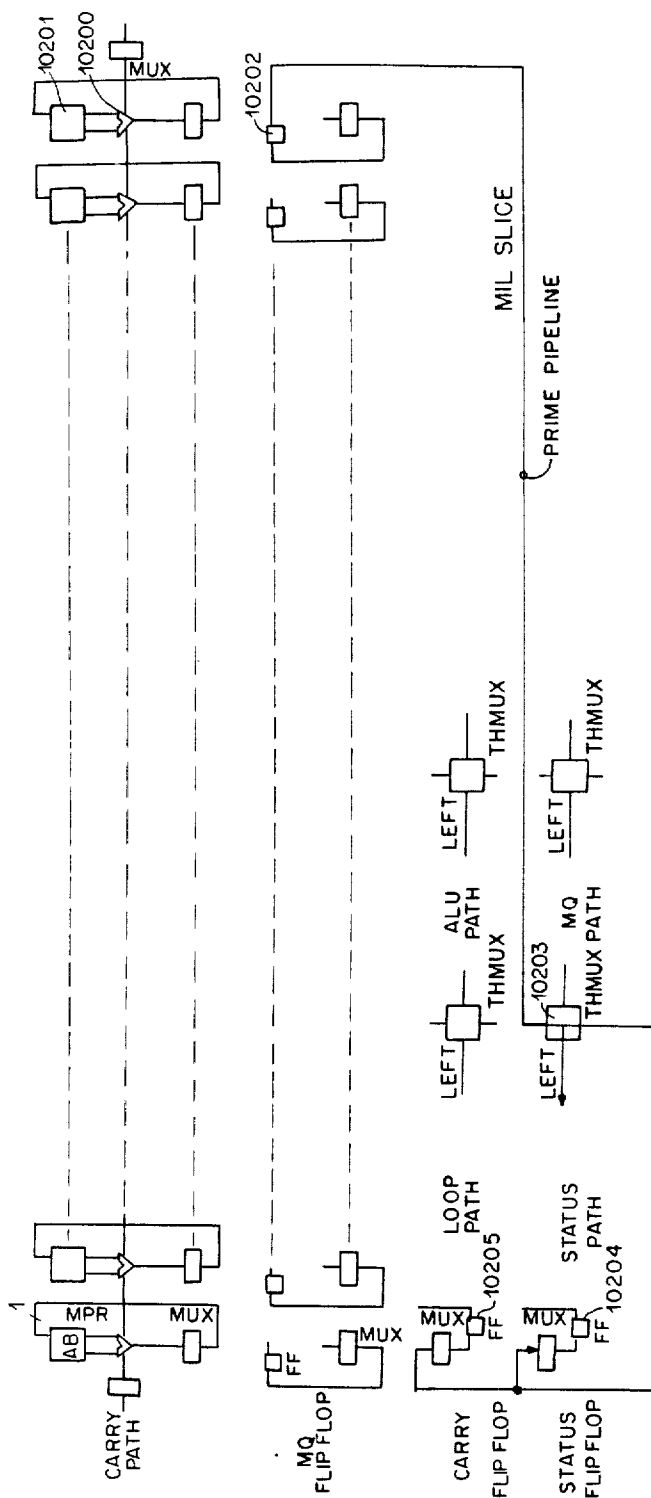 10201
10200
MUX
1
MPR
AB
MUX
CARRY
PATH
10202
FF
MUX
MQ
FLIP FLOP
MIL SLICE
PRIME PIPELINE
CARRY
FLIP FLOP
MUX
FF
10205
LOOP
PATH
LEFT
THMUX
ALU
PATH
LEFT
THMUX
STATUS
FLIP FLOP
MUX
FF
10204
STATUS
PATH
LEFT
10203
THMUX PATH
MQ
LEFT
THMUX